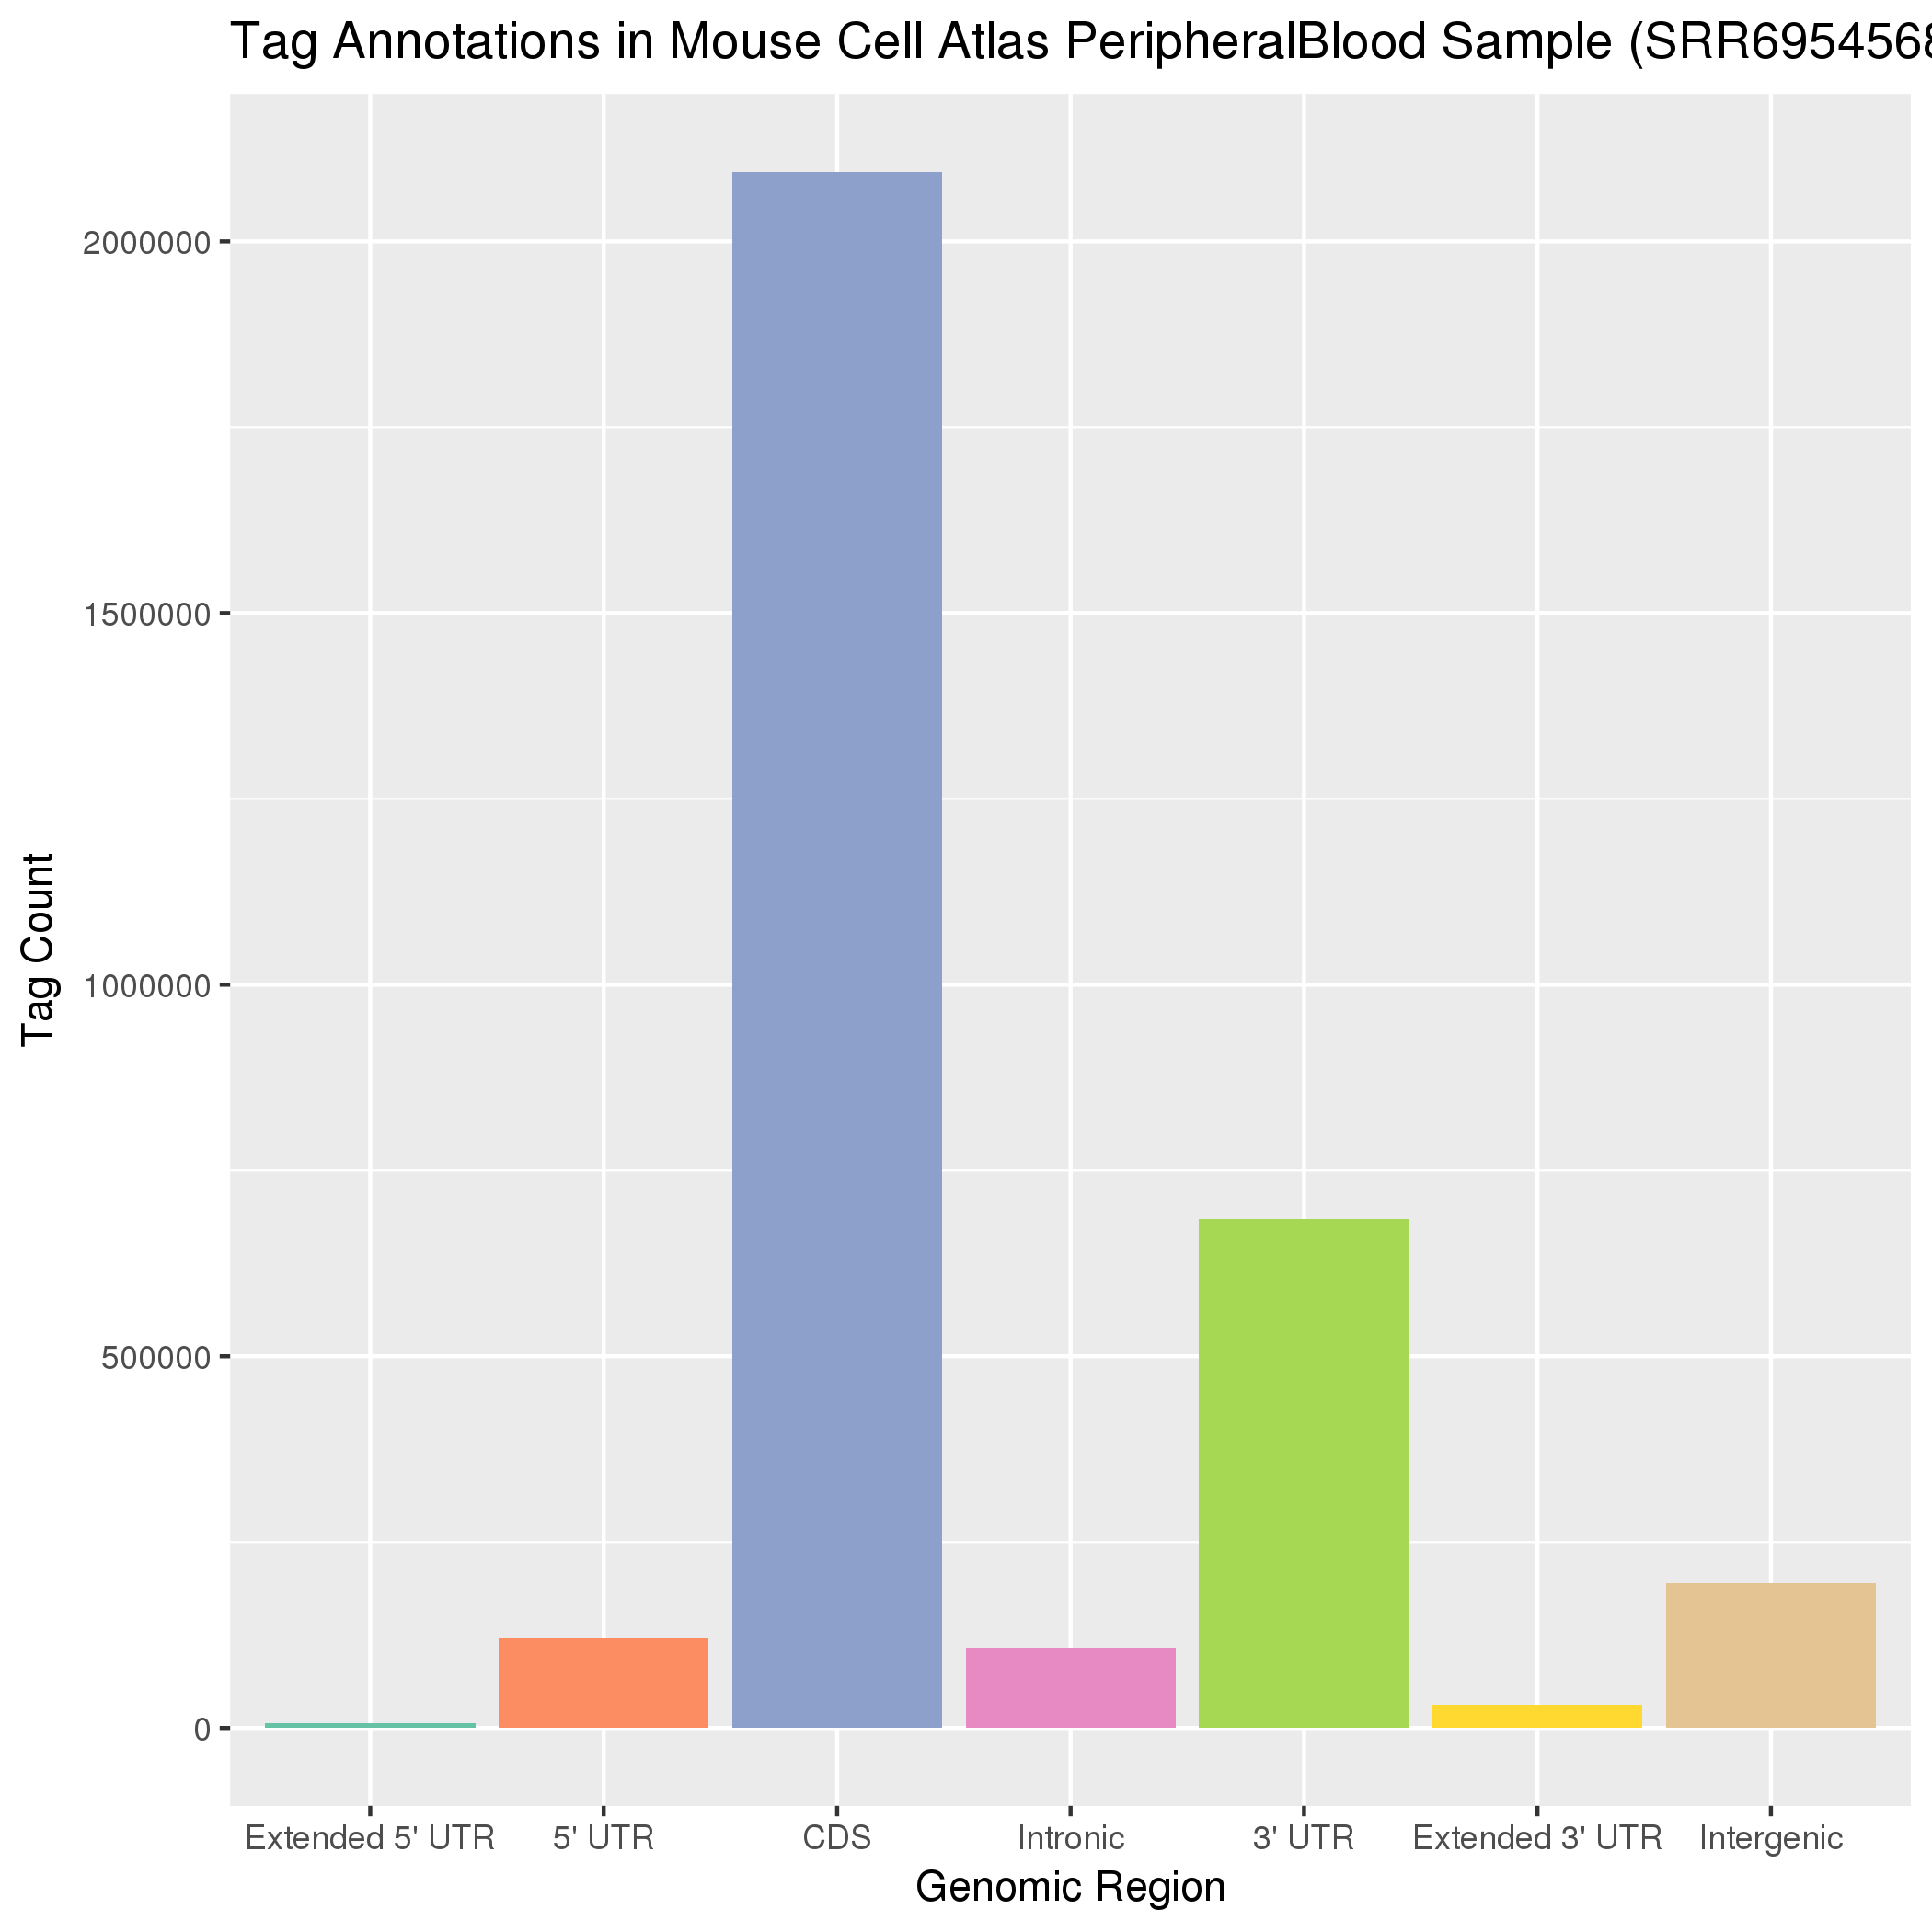 Tag Annotations in Mouse Cell Atlas PeripheralBlood Sample (SRR6954568
2000000
1500000
1000000
500000
0
Tag Count
Extended 5' UTR 5' UTR CDS Intronic 3' UTR Extended 3' UTR Intergenic
Genomic Region